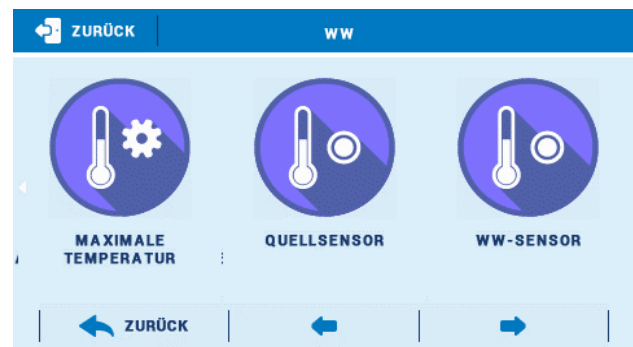 ZURÜCK
WW
MAXIMALE
TEMPERATUR
QUELLSENSOR
WW-SENSOR
ZURÜCK